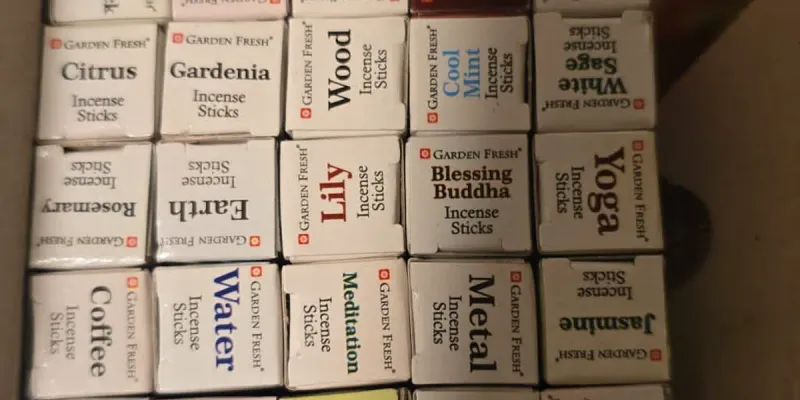 ck
GARDEN FRESH®
Citrus
Incense
Sticks
GARDEN FRESH®
Gardenia
Incense
Sticks
GARDEN FRESH®
Wood
Incense
Sticks
GARDEN FRESH®
Cool
Mint
Incense
Sticks
GARDEN FRESH®
White
Sage
Incense
Sticks
GARDEN FRESH®
Rosemary
Incense
Sticks
GARDEN FRESH®
Earth
Incense
Sticks
GARDEN FRESH®
Lily
Incense
Sticks
GARDEN FRESH®
Blessing
Buddha
Incense
Sticks
GARDEN FRESH®
Yoga
Incense
Sticks
GARDEN FRESH®
Coffee
Incense
Sticks
GARDEN FRESH®
Water
Incense
Sticks
GARDEN FRESH®
Meditation
Incense
Sticks
GARDEN FRESH®
Metal
Incense
Sticks
GARDEN FRESH®
Jasmine
Incense
Sticks